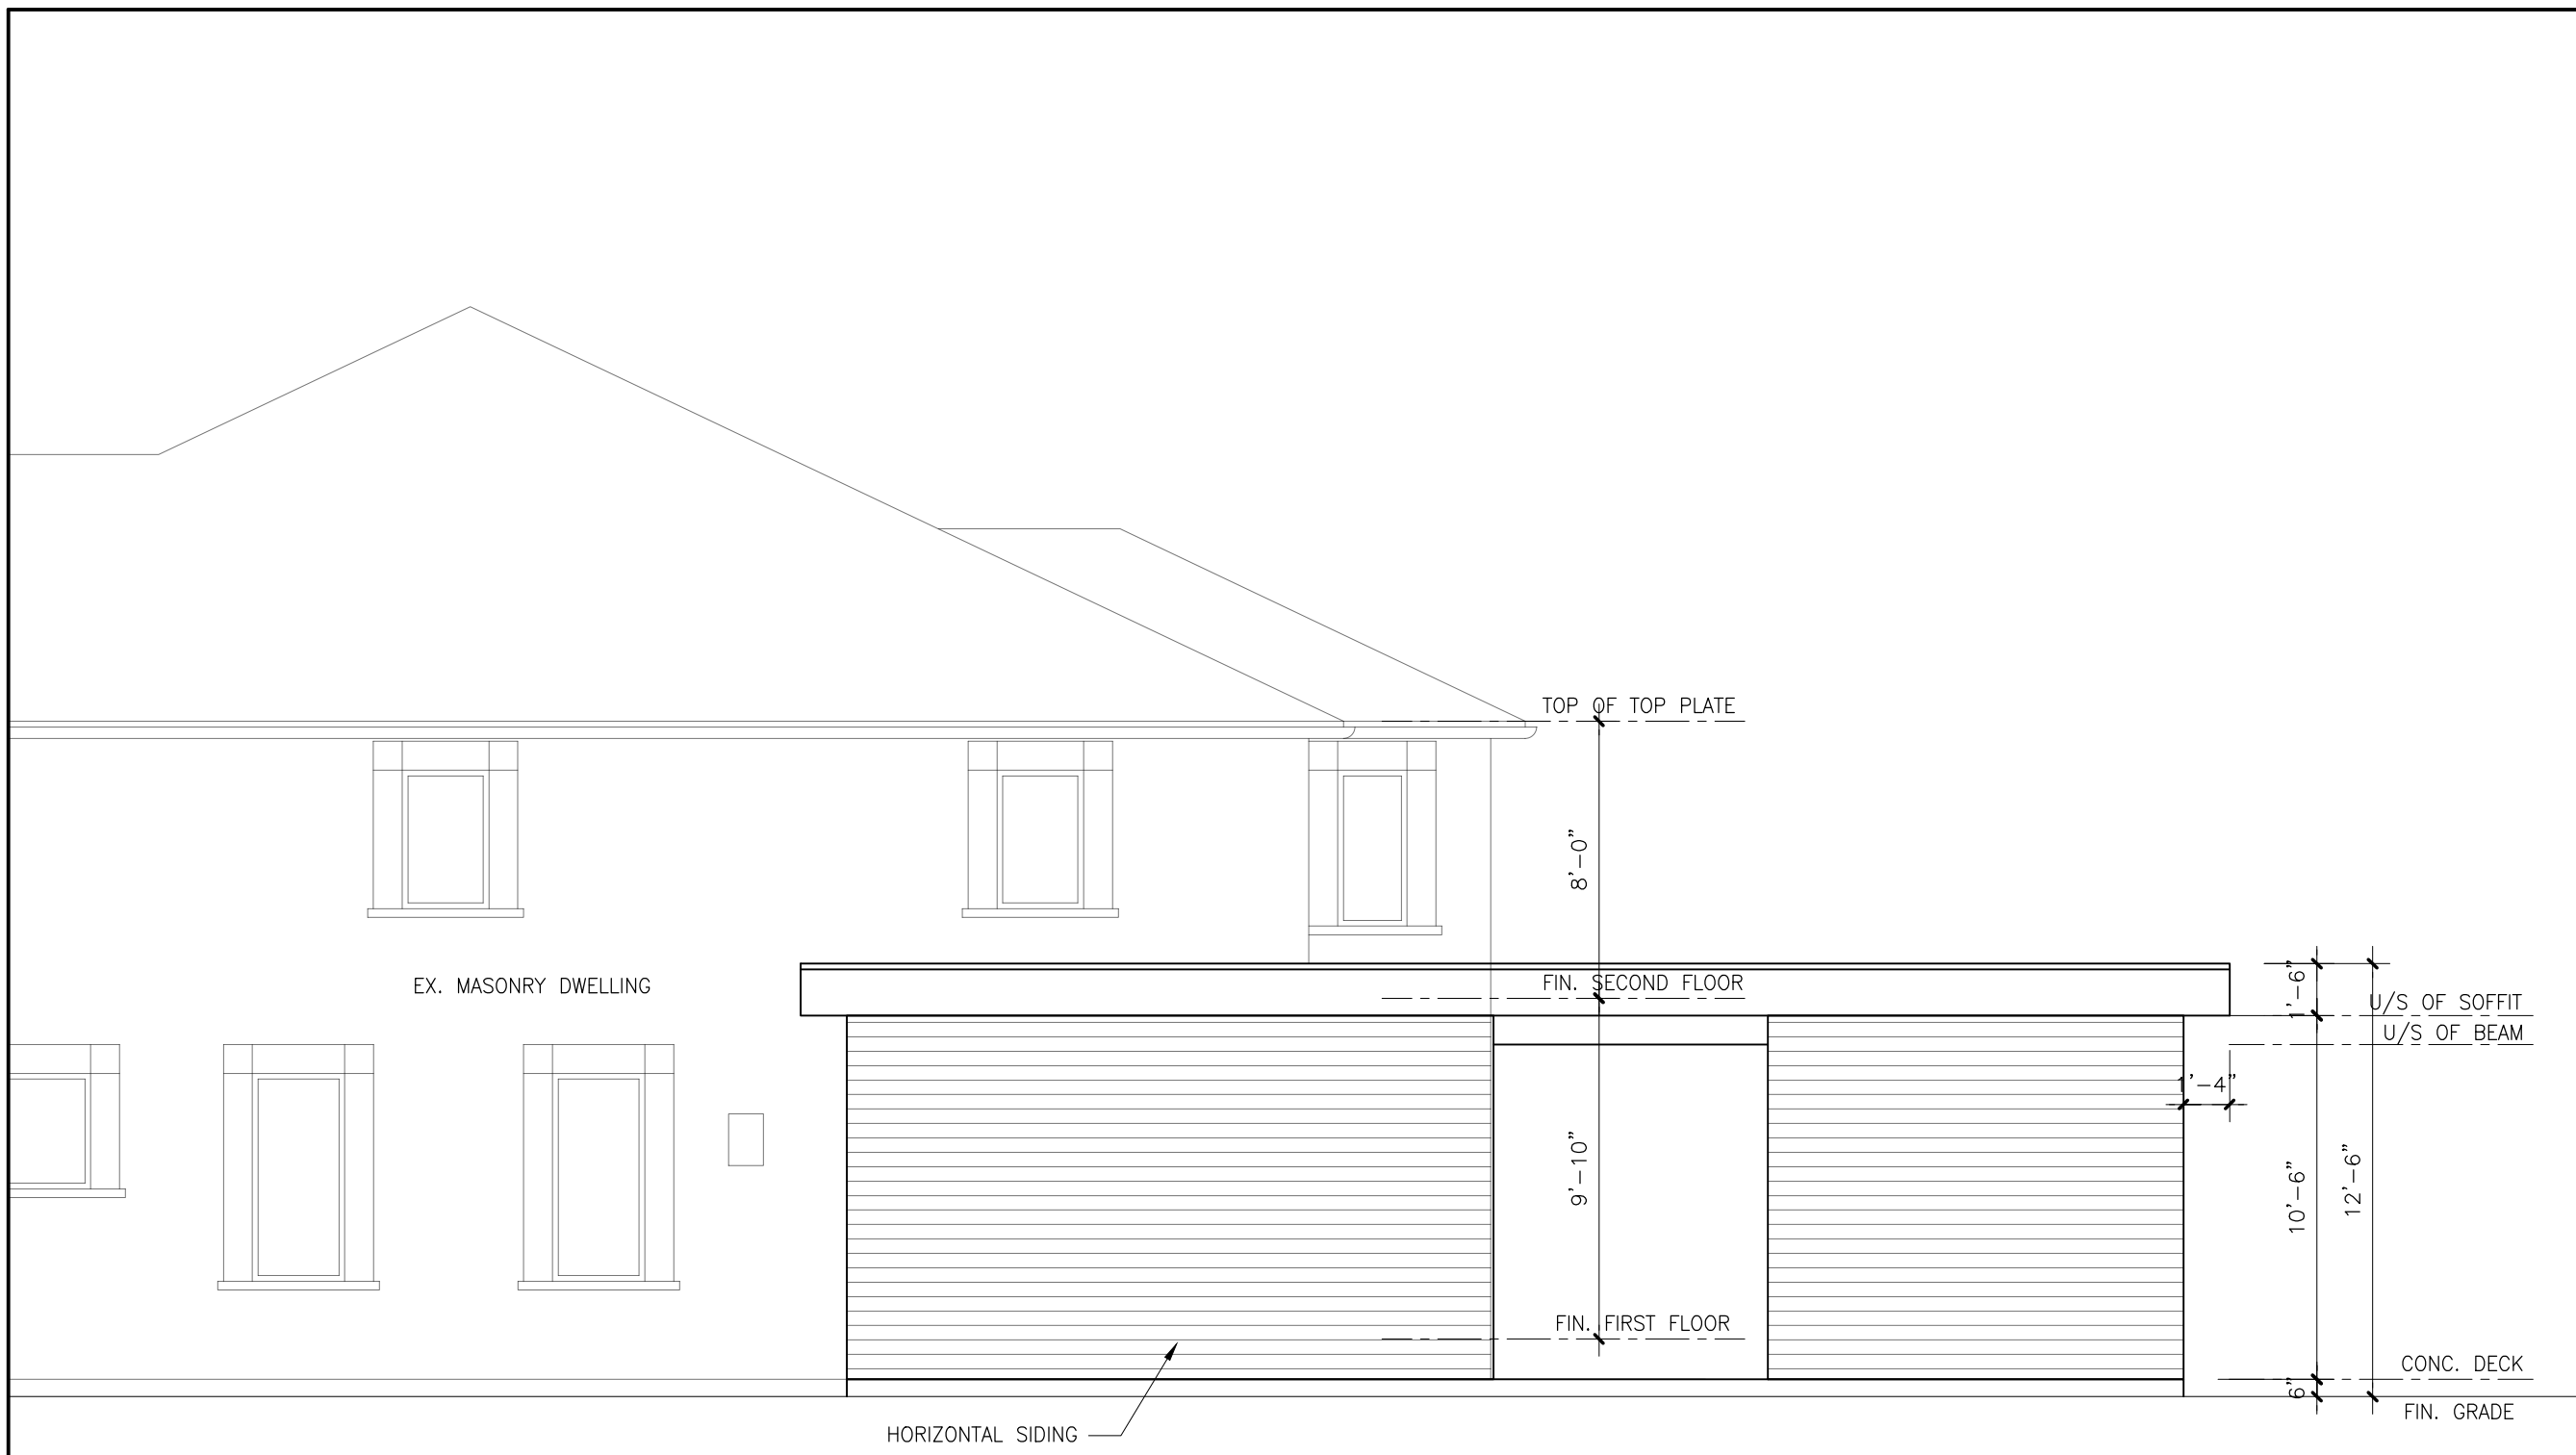 TOP OF TOP PLATE
8'-0"
EX. MASONRY DWELLING
FIN. SECOND FLOOR
1'-6"
U/S OF SOFFIT
U/S OF BEAM
1'-4"
9'-10"
10'-6"
12'-6"
FIN. FIRST FLOOR
CONC. DECK
6"
FIN. GRADE
HORIZONTAL SIDING